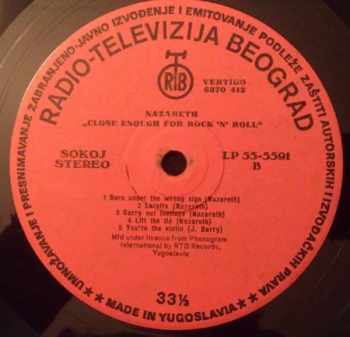 UMNOŽAVANJE I PRESNIMAVANJE ZABRANJENO-JAVNO IZVOĐENJE I EMITOVANJE PODLEŽE ZAŠTITI AUTORSKIH I IZVOĐAČKIH PRAVA
RADIO-TELEVIZIJA BEOGRAD
RTB
VERTIGO
6370 412
NAZARETH
„CLOSE ENOUGH FOR ROCK 'N' ROLL"
SOKOJ
STEREO
LP 55-5591
B
1 Born under the wrong sign (Nazareth)
2 (Nazareth)
3 Carry out feelings (Nazareth)
4 Lift the lid (Nazareth)
5 You're the violin (J. Barry)
Mfd under licence from Phonogram
International by RTB Records,
Yugoslavia
33⅓
★ MADE IN YUGOSLAVIA ★